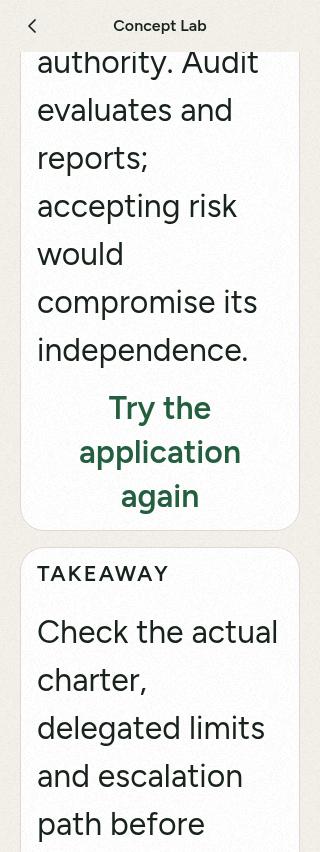 Concept Lab
authority. Audit
evaluates and
reports;
accepting risk
would
compromise its
independence.
Try the
application
again
TAKEAWAY
Check the actual
charter,
delegated limits
and escalation
path before